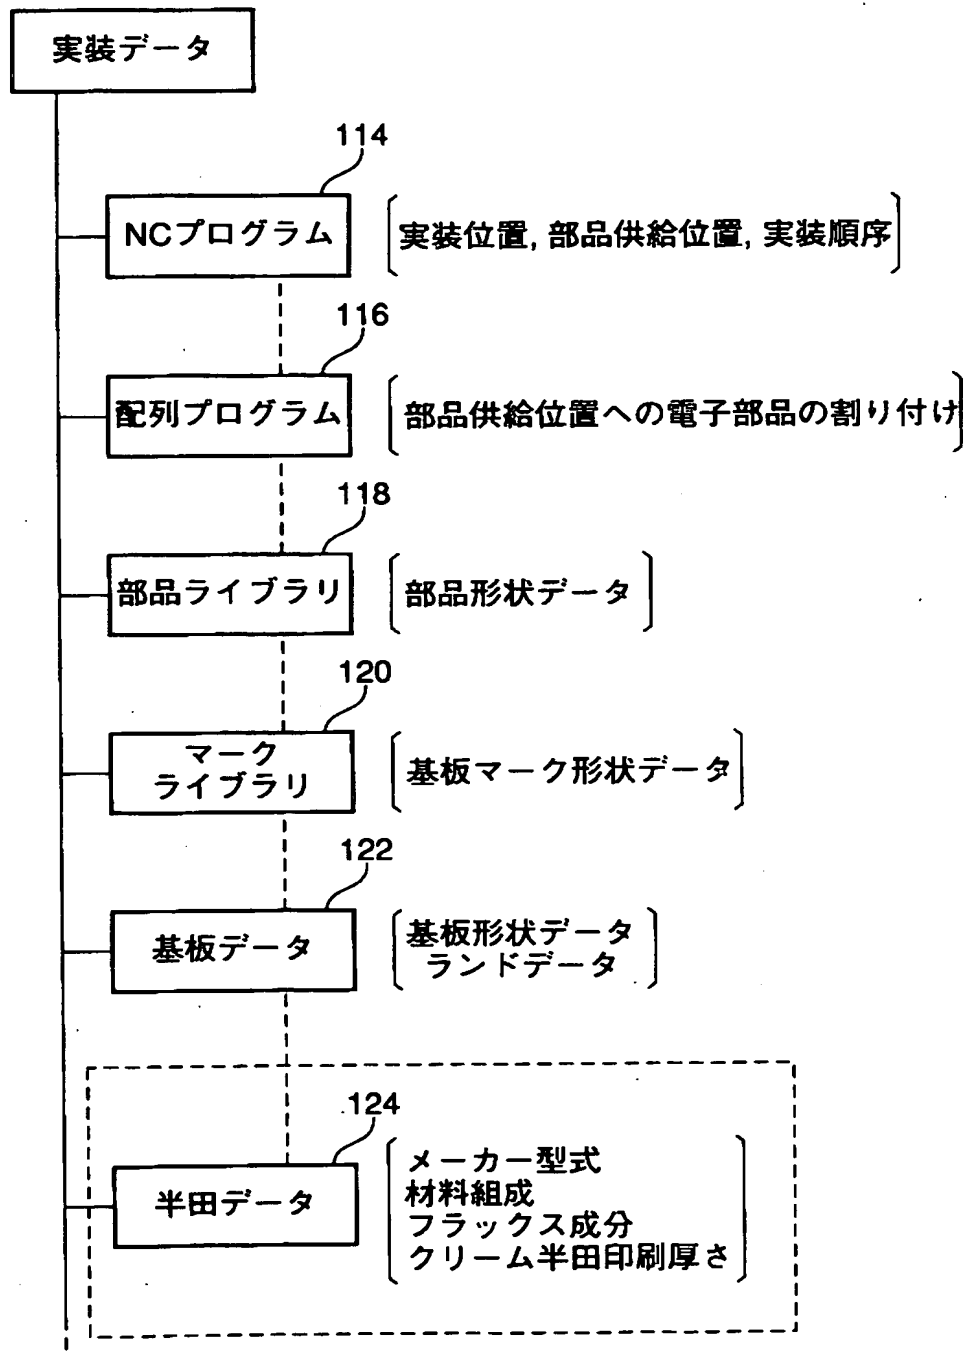 実装データ
114
NCプログラム
実装位置, 部品供給位置, 実装順序
116
配列プログラム
部品供給位置への電子部品の割り付け
118
部品ライブラリ
部品形状データ
120
マーク
ライブラリ
基板マーク形状データ
122
基板データ
基板形状データ
ランドデータ
124
半田データ
メーカー型式
材料組成
フラックス成分
クリーム半田印刷厚さ